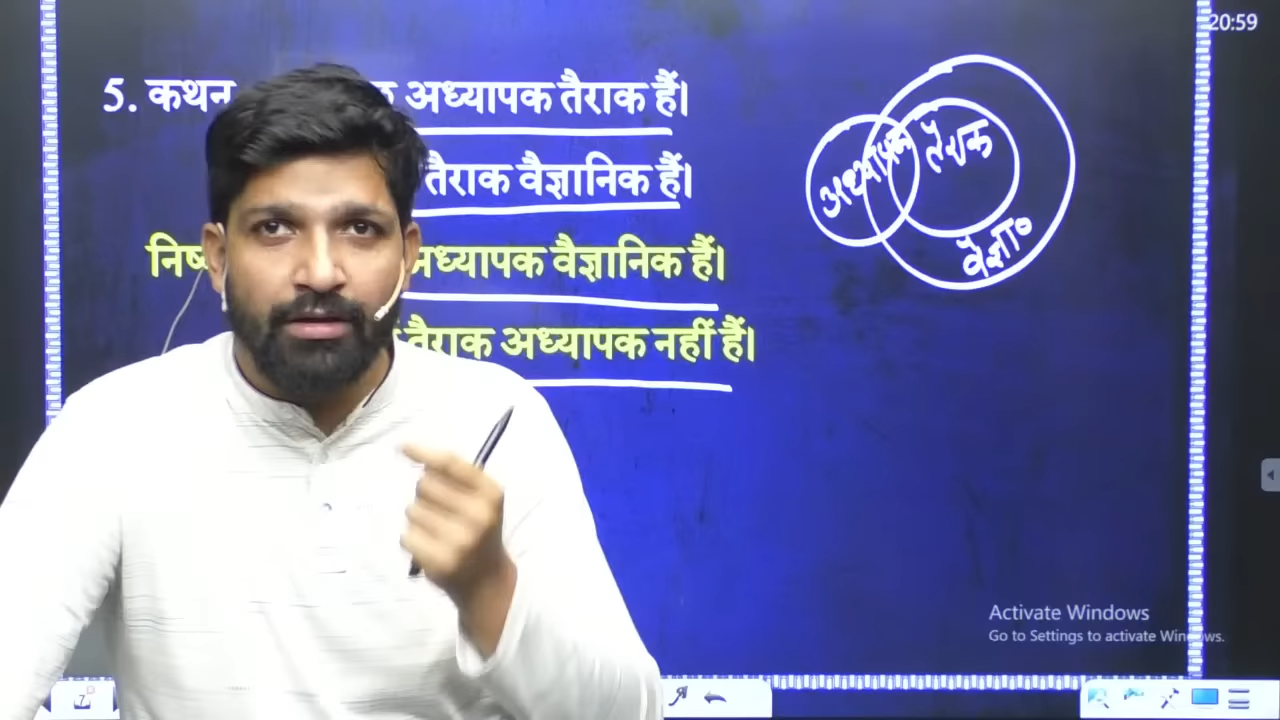 20:59
5. कथन अध्यापक तैराक हैं।
तैराक वैज्ञानिक हैं।
अध्यापक वैज्ञानिक हैं।
तैराक अध्यापक नहीं हैं।
अध्यापक
तैराक
वैज्ञा०
Activate Windows
Go to Settings to activate Windows.